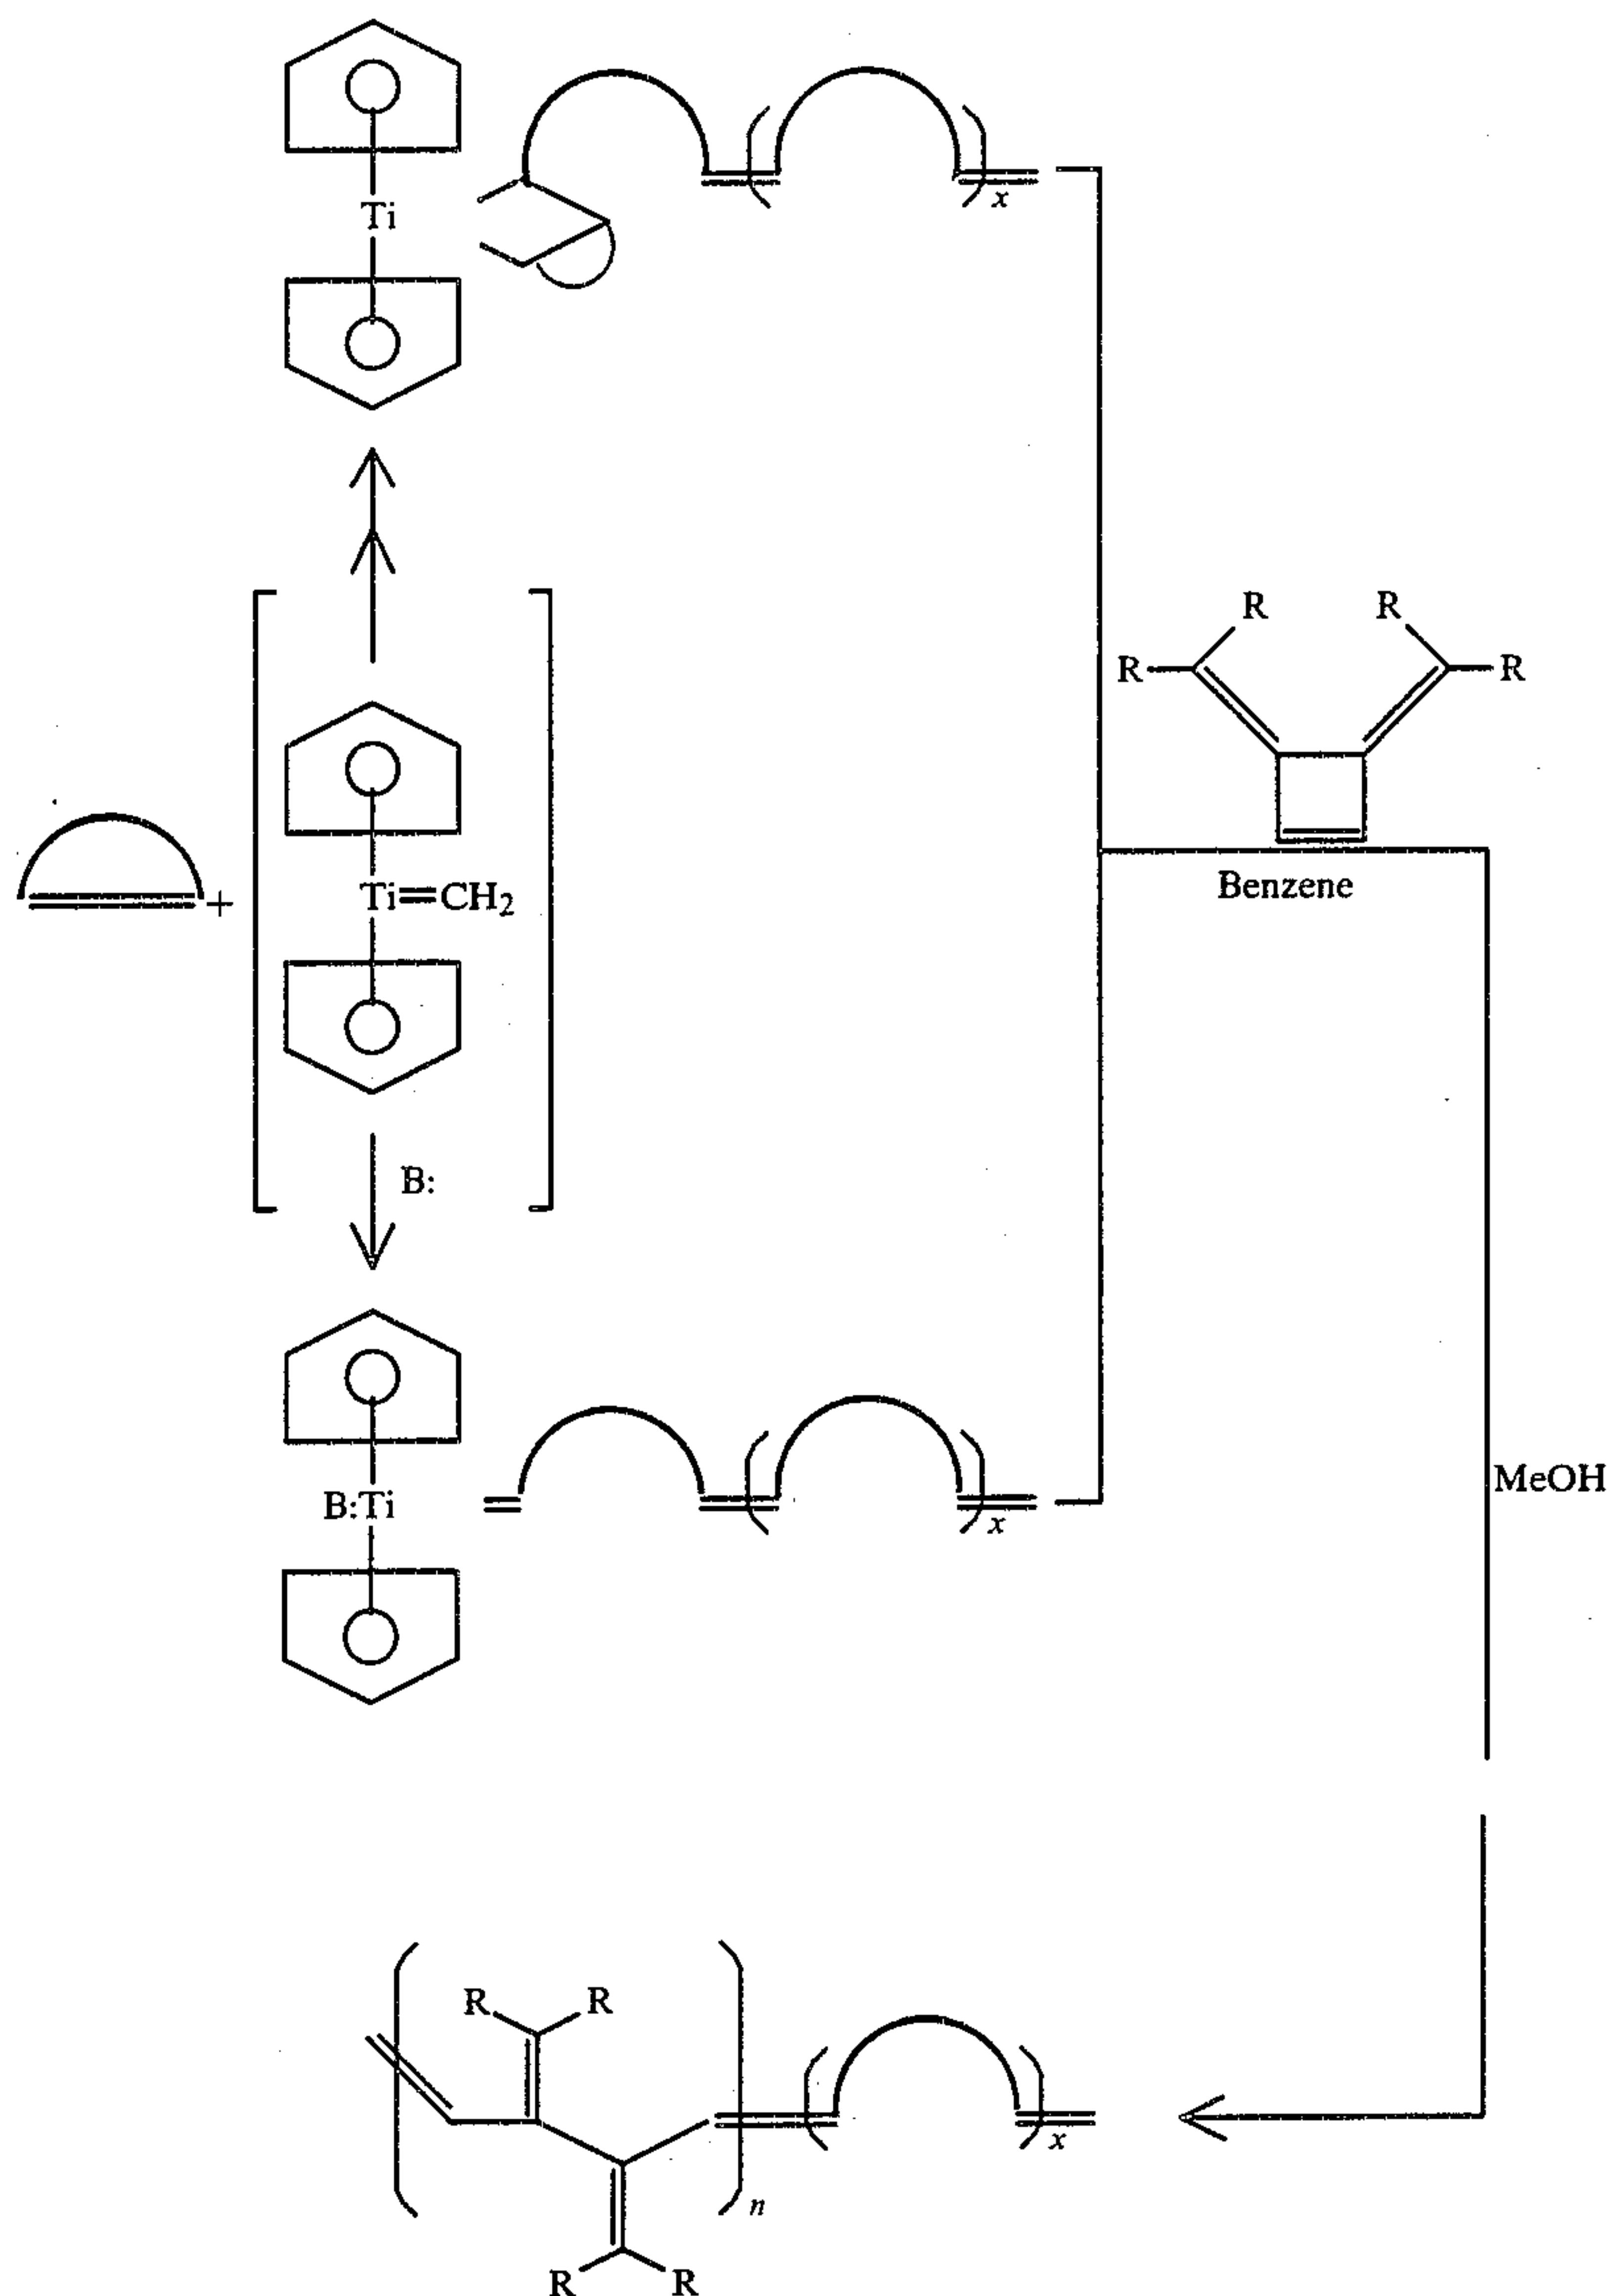 Ti
x
R R
R R
Ti=CH2
+
Benzene
B:
MeOH
B:Ti
x
R R
x
n
R R